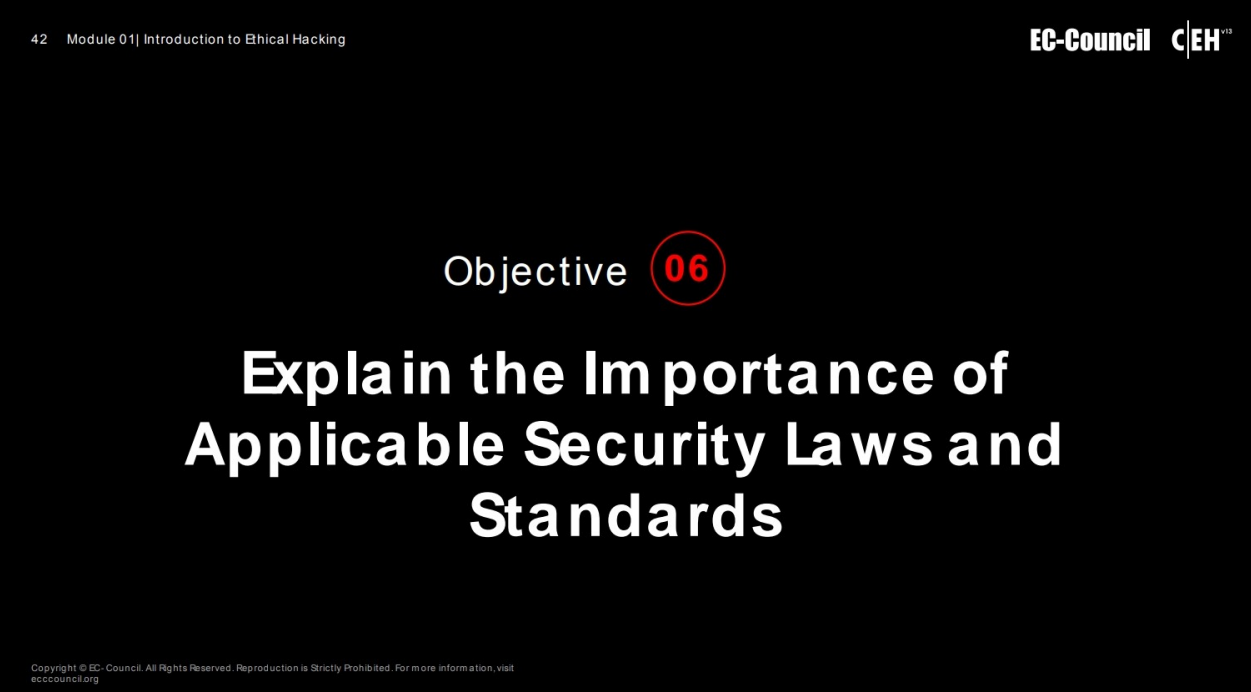 42 Module 01| Introduction to Ethical Hacking
EC-Council C|EH v13
Objective 06
Explain the Importance of
Applicable Security Laws and
Standards
Copyright © EC- Council. All Rights Reserved. Reproduction is Strictly Prohibited. For more information, visit
ecccouncil.org